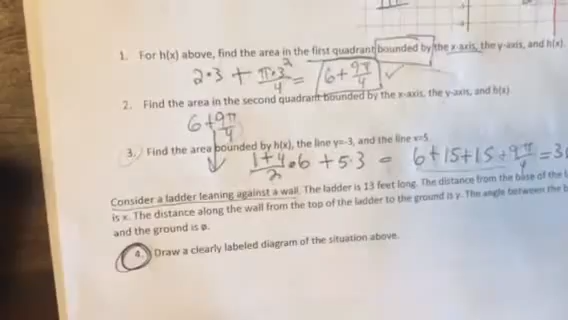 1. For h(x) above, find the area in the first quadrant bounded by the x-axis, the y-axis, and h(x)
2·3 + π·3²/4 = 6 + 9π/4 ✓
2. Find the area in the second quadrant bounded by the x-axis, the y-axis, and h(x)
6 + 9π/4
3. Find the area bounded by h(x), the line y=-3, and the line x=5
(1+4)/2 · 6 + 5·3 = 6+15+15+9π/4 = 3
Consider a ladder leaning against a wall. The ladder is 13 feet long. The distance from the base of the
is x. The distance along the wall from the top of the ladder to the ground is y. The angle between the
and the ground is
4. Draw a clearly labeled diagram of the situation above.